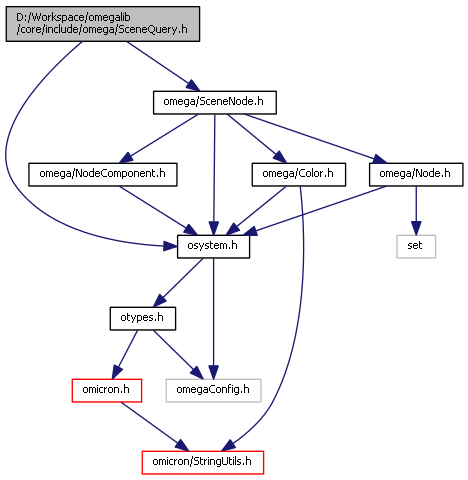 D:/Workspace/omegalib
/core/include/omega/SceneQuery.h
omega/SceneNode.h
omega/NodeComponent.h
omega/Color.h
omega/Node.h
osystem.h
set
otypes.h
omicron.h
omegaConfig.h
omicron/StringUtils.h